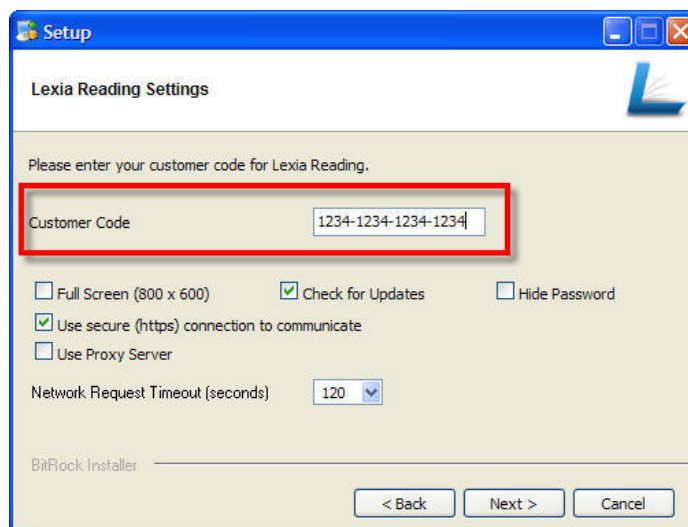 Setup
Lexia Reading Settings
Please enter your customer code for Lexia Reading.
Customer Code 1234-1234-1234-1234
Full Screen (800 x 600) Check for Updates Hide Password
Use secure (https) connection to communicate
Use Proxy Server
Network Request Timeout (seconds) 120
BitRock Installer
< Back Next > Cancel